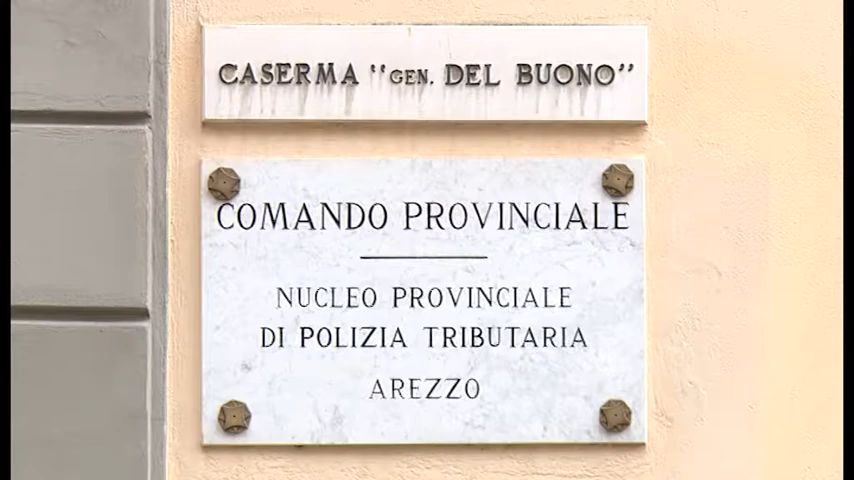 CASERMA "GEN. DEL BUONO"
COMANDO PROVINCIALE
NUCLEO PROVINCIALE
DI POLIZIA TRIBUTARIA
AREZZO